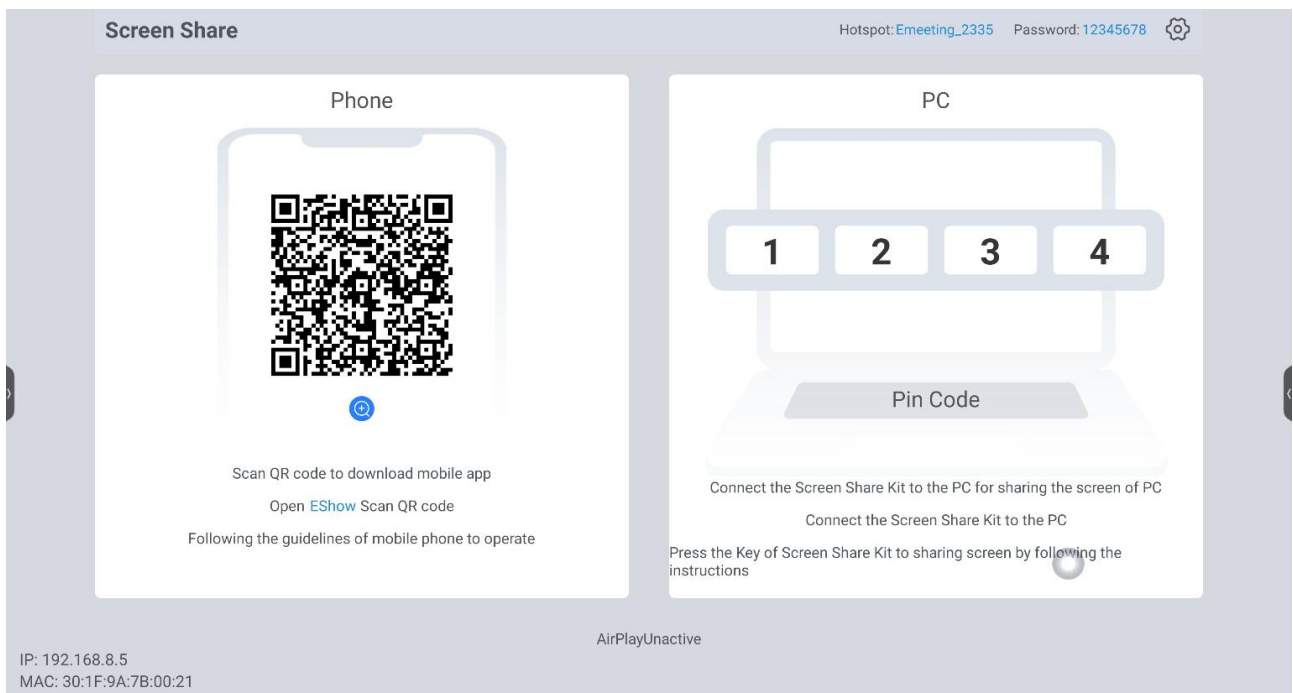 Screen Share
Hotspot: Emeeting_2335 Password: 12345678
Phone
Scan QR code to download mobile app
Open EShow Scan QR code
Following the guidelines of mobile phone to operate
PC
1 2 3 4
Pin Code
Connect the Screen Share Kit to the PC for sharing the screen of PC
Connect the Screen Share Kit to the PC
Press the Key of Screen Share Kit to sharing screen by following the
instructions
AirPlayUnactive
IP: 192.168.8.5
MAC: 30:1F:9A:7B:00:21